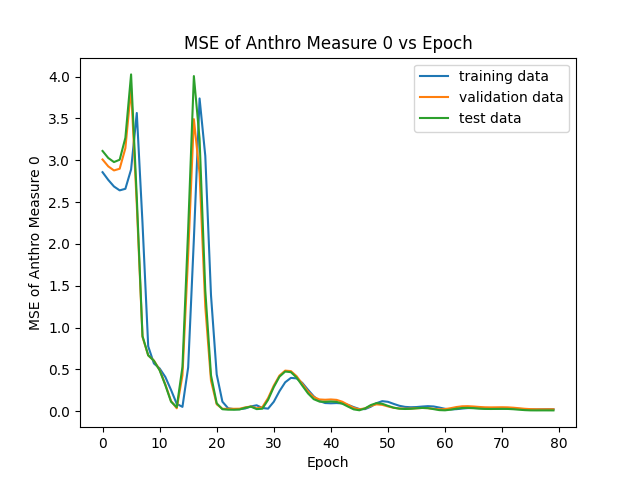 MSE of Anthro Measure 0 vs Epoch
training data
validation data
test data
MSE of Anthro Measure 0
4.0
3.5
3.0
2.5
2.0
1.5
1.0
0.5
0.0
0 10 20 30 40 50 60 70 80
Epoch